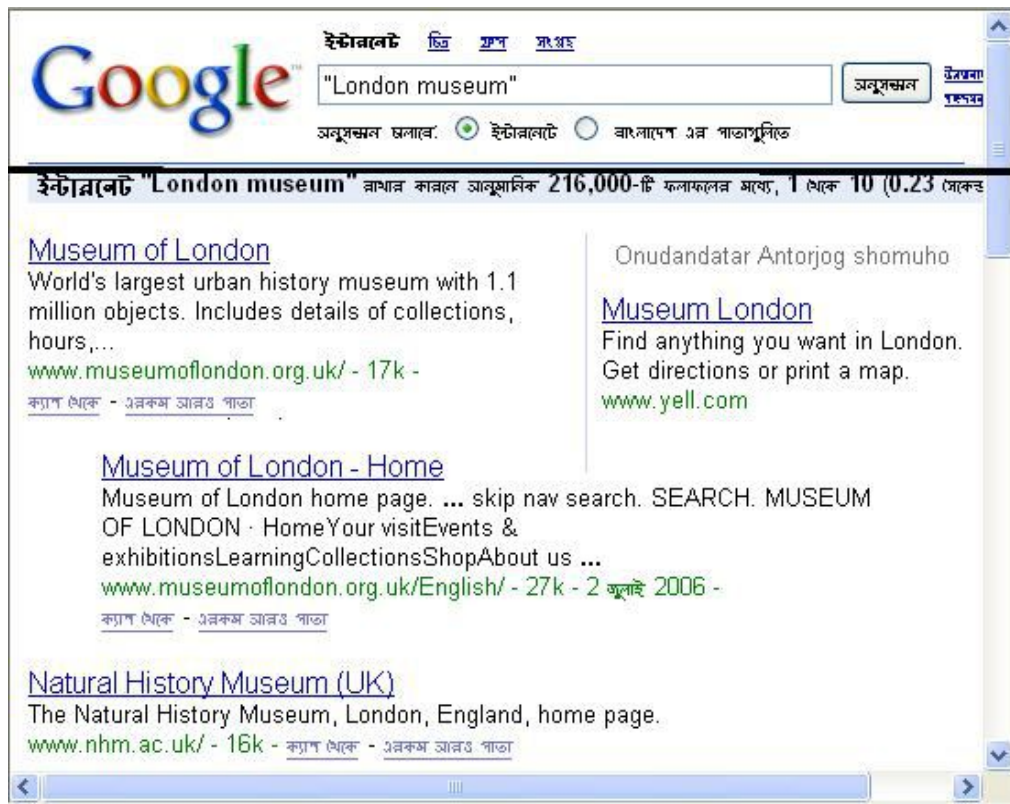 Google™
ইন্টারনেট চিত্র গ্রুপ সংগ্রহ
"London museum"
অনুসন্ধান
অনুসন্ধান চালাবে: ইন্টারনেটে বাংলাদেশ এর পাতাগুলিতে
ইন্টারনেট "London museum" রাখার কারনে আনুমানিক 216,000-টি ফলাফলের মধ্যে, 1 থেকে 10 (0.23
Museum of London
World's largest urban history museum with 1.1
million objects. Includes details of collections,
hours,...
www.museumoflondon.org.uk/ - 17k -
ক্যাশ থেকে - এরকম আরও পাতা
Museum of London - Home
Museum of London home page. ... skip nav search. SEARCH. MUSEUM
OF LONDON · HomeYour visitEvents &
exhibitionsLearningCollectionsShopAbout us ...
www.museumoflondon.org.uk/English/ - 27k - 2 জুলাই 2006 -
ক্যাশ থেকে - এরকম আরও পাতা
Natural History Museum (UK)
The Natural History Museum, London, England, home page.
www.nhm.ac.uk/ - 16k - ক্যাশ থেকে - এরকম আরও পাতা
Onudandatar Antorjog shomuho
Museum London
Find anything you want in London.
Get directions or print a map.
www.yell.com